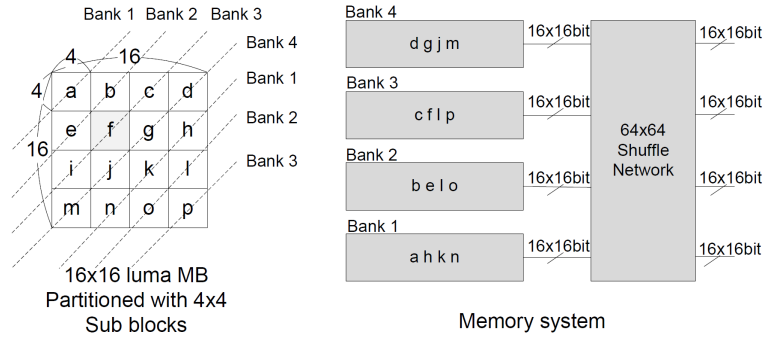 Bank 1 Bank 2 Bank 3
Bank 4
4 16
Bank 1
4 a b c d
Bank 2
e f g h
16
Bank 3
i j k l
m n o p
16x16 luma MB
Partitioned with 4x4
Sub blocks
Bank 4
d g j m
16x16bit
16x16bit
Bank 3
c f l p
16x16bit
16x16bit
64x64
Shuffle
Network
Bank 2
b e l o
16x16bit
16x16bit
Bank 1
a h k n
16x16bit
16x16bit
Memory system